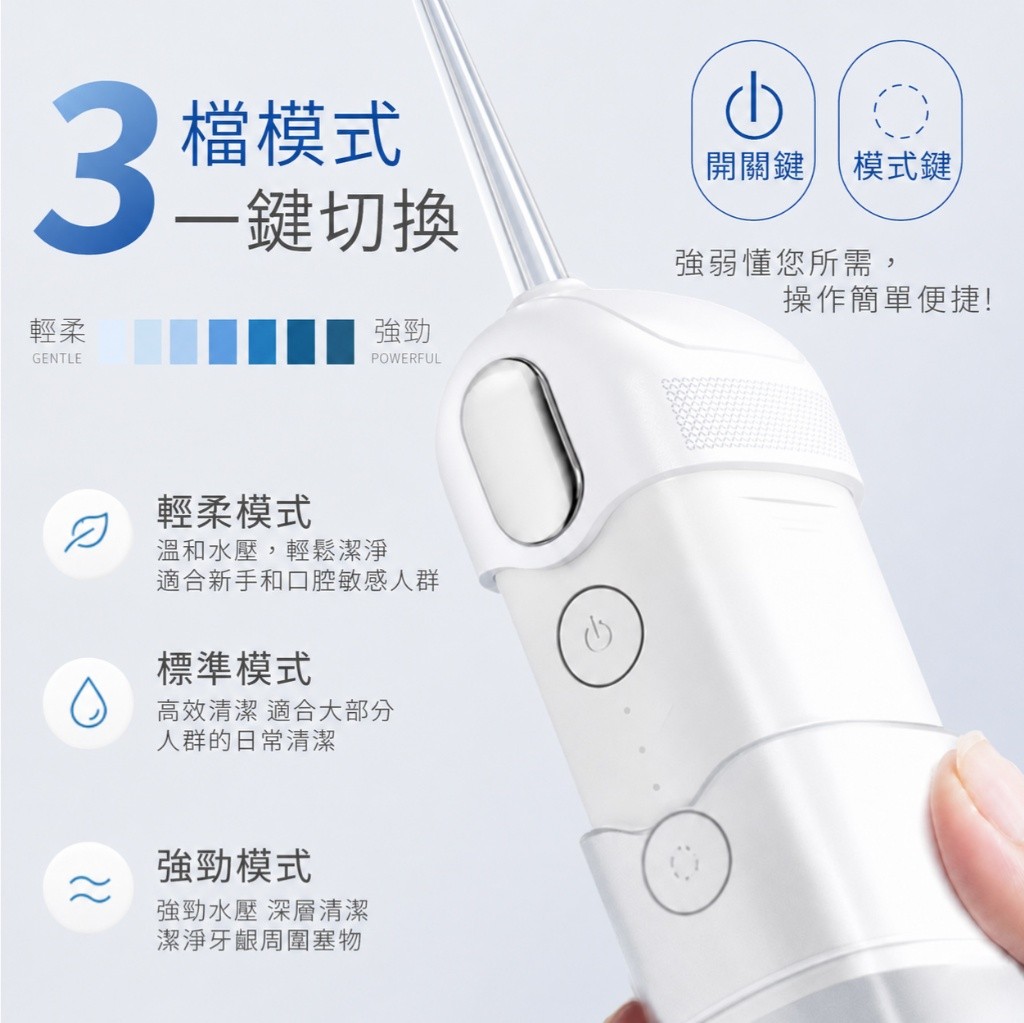 3檔模式
一鍵切換
輕柔
GENTLE
強勁
POWERFUL
開關鍵
模式鍵
強弱懂您所需，
操作簡單便捷!
輕柔模式
溫和水壓，輕鬆潔淨
適合新手和口腔敏感人群
標準模式
高效清潔 適合大部分
人群的日常清潔
強勁模式
強勁水壓 深層清潔
潔淨牙齦周圍塞物